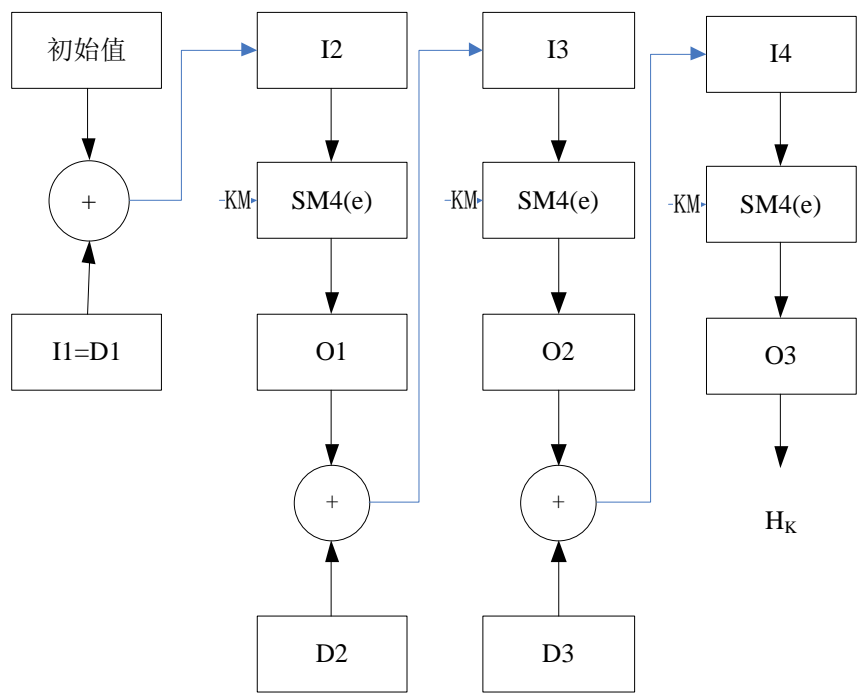 初始值
I2
I3
I4
+
KM
SM4(e)
KM
SM4(e)
KM
SM4(e)
I1=D1
O1
O2
O3
+
+
HK
D2
D3